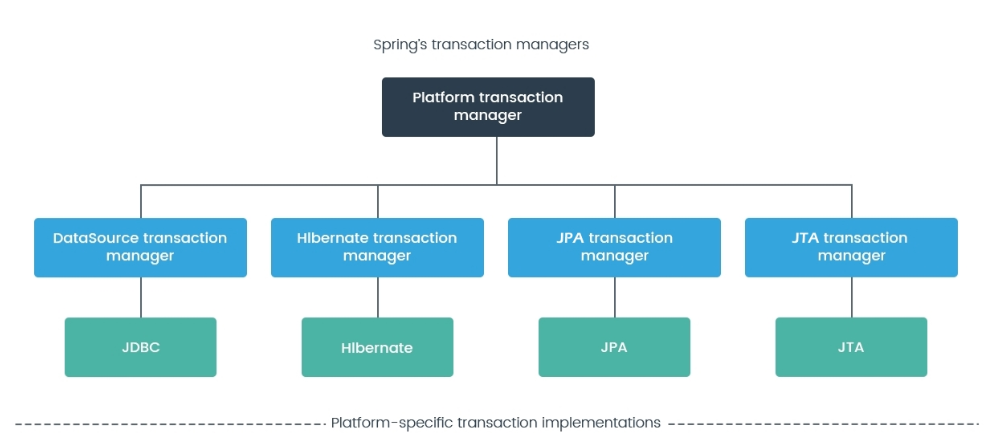 Spring's transaction managers
Platform transaction
manager
DataSource transaction
manager
HIbernate transaction
manager
JPA transaction
manager
JTA transaction
manager
JDBC
HIbernate
JPA
JTA
Platform-specific transaction implementations